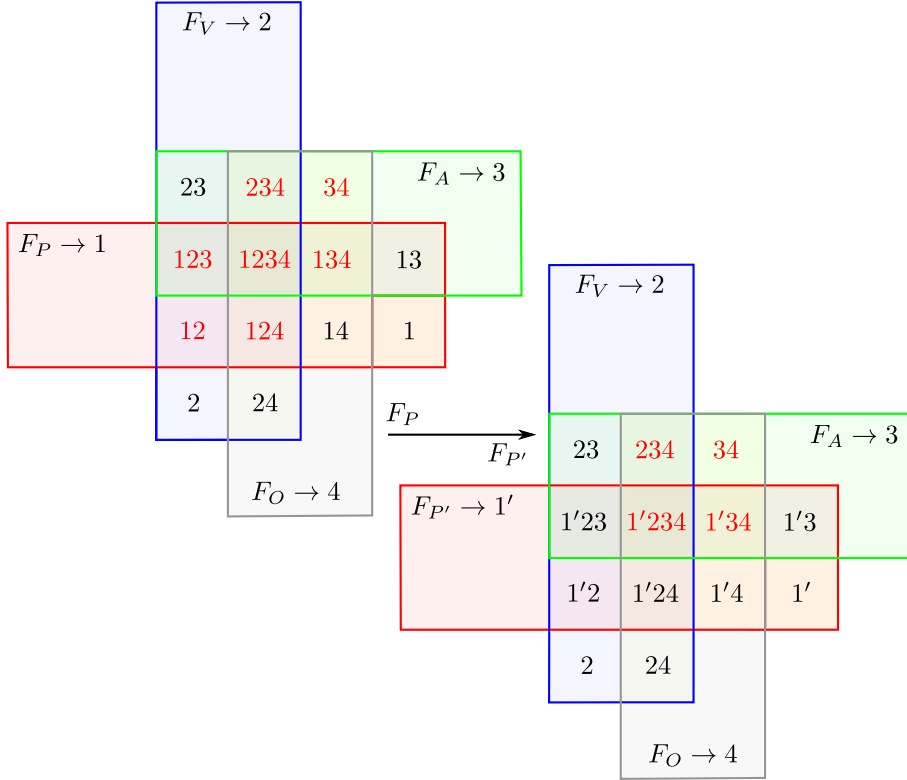 F_V → 2
F_A → 3
23 234 34
F_P → 1
123 1234 134 13
12 124 14 1
2 24
F_O → 4
F_P
F_{P'}
F_V → 2
F_A → 3
23 234 34
F_{P'} → 1'
1'23 1'234 1'34 1'3
1'2 1'24 1'4 1'
2 24
F_O → 4